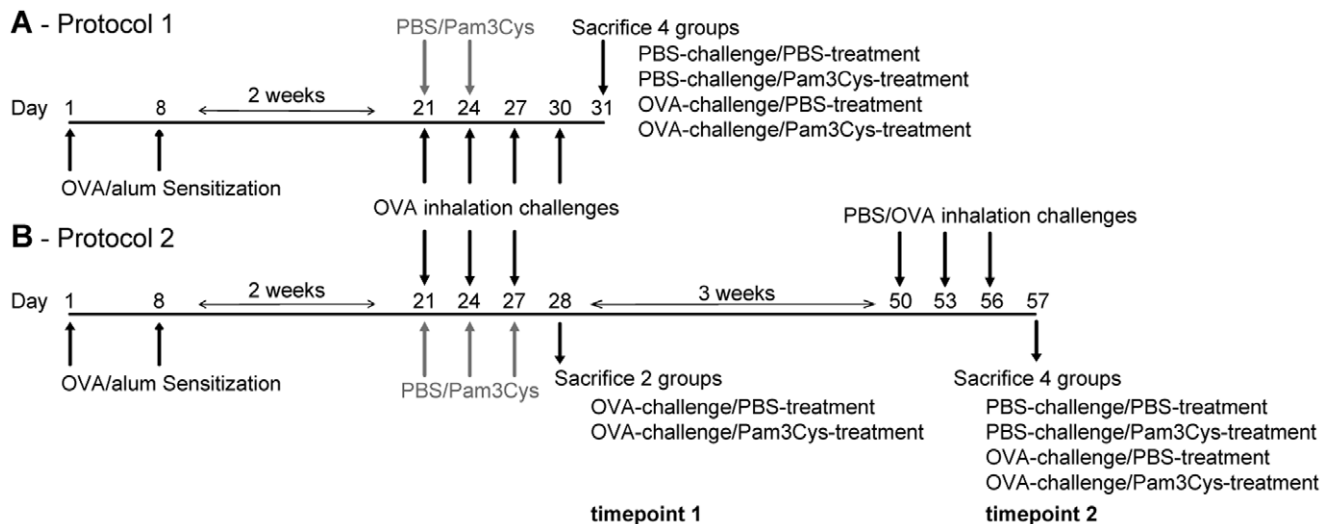 A - Protocol 1
PBS/Pam3Cys
Sacrifice 4 groups
PBS-challenge/PBS-treatment
PBS-challenge/Pam3Cys-treatment
OVA-challenge/PBS-treatment
OVA-challenge/Pam3Cys-treatment
Day 1 8 2 weeks 21 24 27 30 31
OVA/alum Sensitization
OVA inhalation challenges
B - Protocol 2
PBS/OVA inhalation challenges
Day 1 8 2 weeks 21 24 27 28 3 weeks 50 53 56 57
OVA/alum Sensitization
PBS/Pam3Cys
Sacrifice 2 groups
OVA-challenge/PBS-treatment
OVA-challenge/Pam3Cys-treatment
Sacrifice 4 groups
PBS-challenge/PBS-treatment
PBS-challenge/Pam3Cys-treatment
OVA-challenge/PBS-treatment
OVA-challenge/Pam3Cys-treatment
timepoint 1
timepoint 2